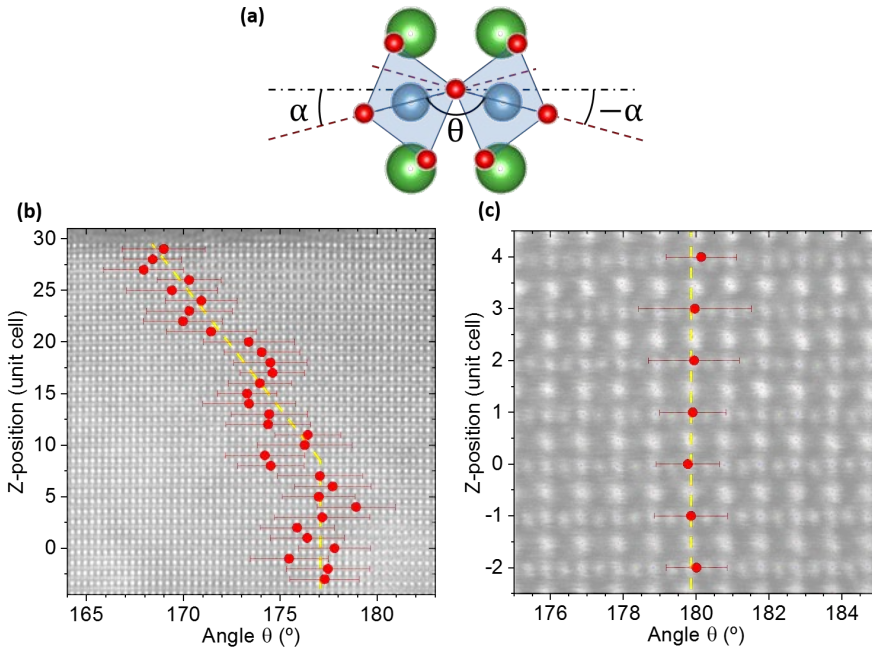 (a)
α
θ
−α
(b)
30
25
20
15
10
5
0
Z-position (unit cell)
165 170 175 180
Angle θ (º)
(c)
4
3
2
1
0
-1
-2
Z-position (unit cell)
176 178 180 182 184
Angle θ (º)